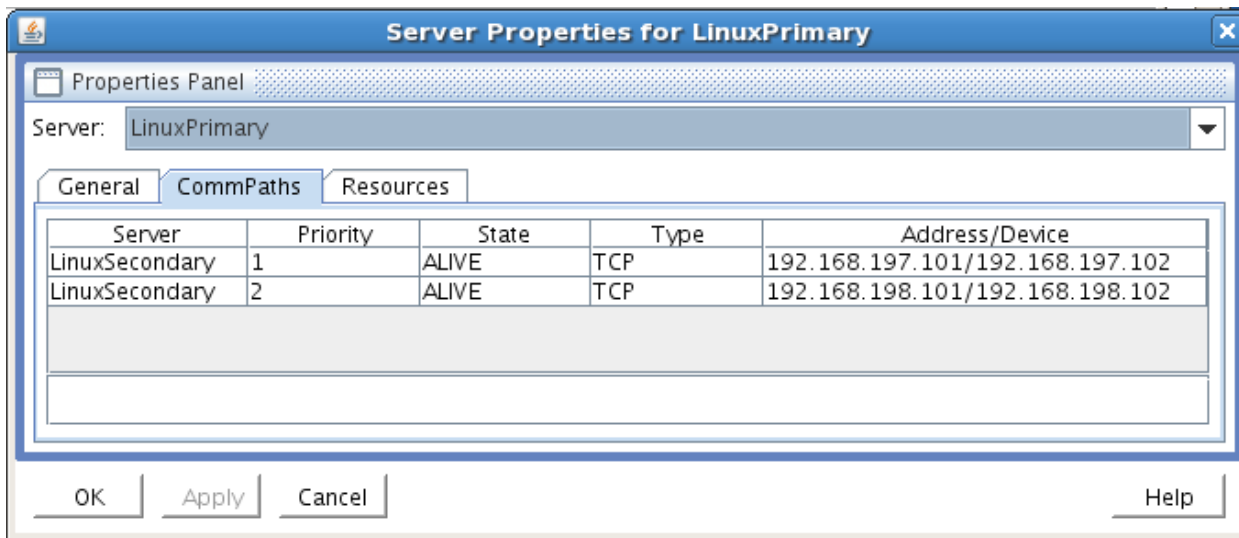 Server Properties for LinuxPrimary
Properties Panel
Server: LinuxPrimary
General CommPaths Resources
Server Priority State Type Address/Device
LinuxSecondary 1 ALIVE TCP 192.168.197.101/192.168.197.102
LinuxSecondary 2 ALIVE TCP 192.168.198.101/192.168.198.102
OK Apply Cancel Help